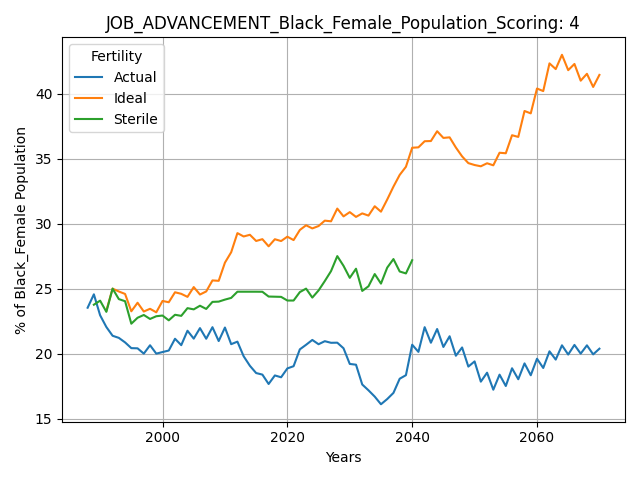 JOB_ADVANCEMENT_Black_Female_Population_Scoring: 4
Fertility
Actual
Ideal
Sterile
% of Black_Female Population
40
35
30
25
20
15
2000
2020
2040
2060
Years